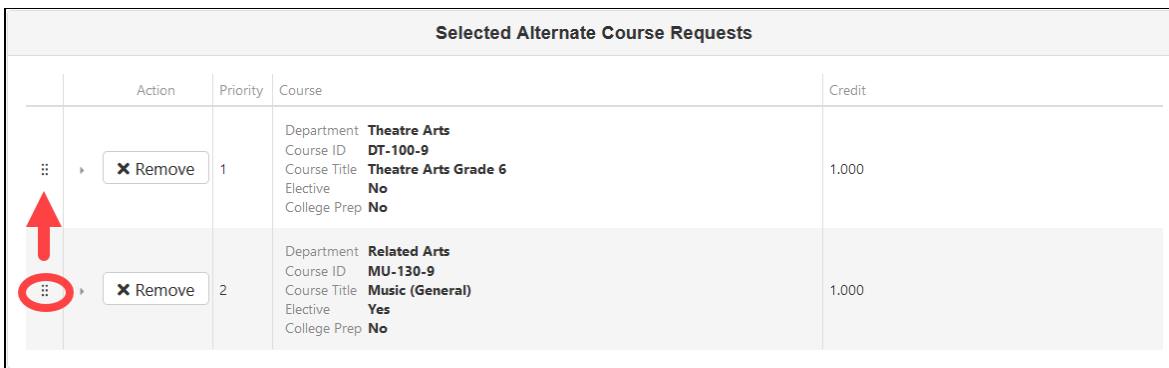 Selected Alternate Course Requests
Action Priority Course Credit
Department Theatre Arts
Course ID DT-100-9
Course Title Theatre Arts Grade 6
Elective No
College Prep No
✕ Remove 1 1.000
Department Related Arts
Course ID MU-130-9
Course Title Music (General)
Elective Yes
College Prep No
✕ Remove 2 1.000